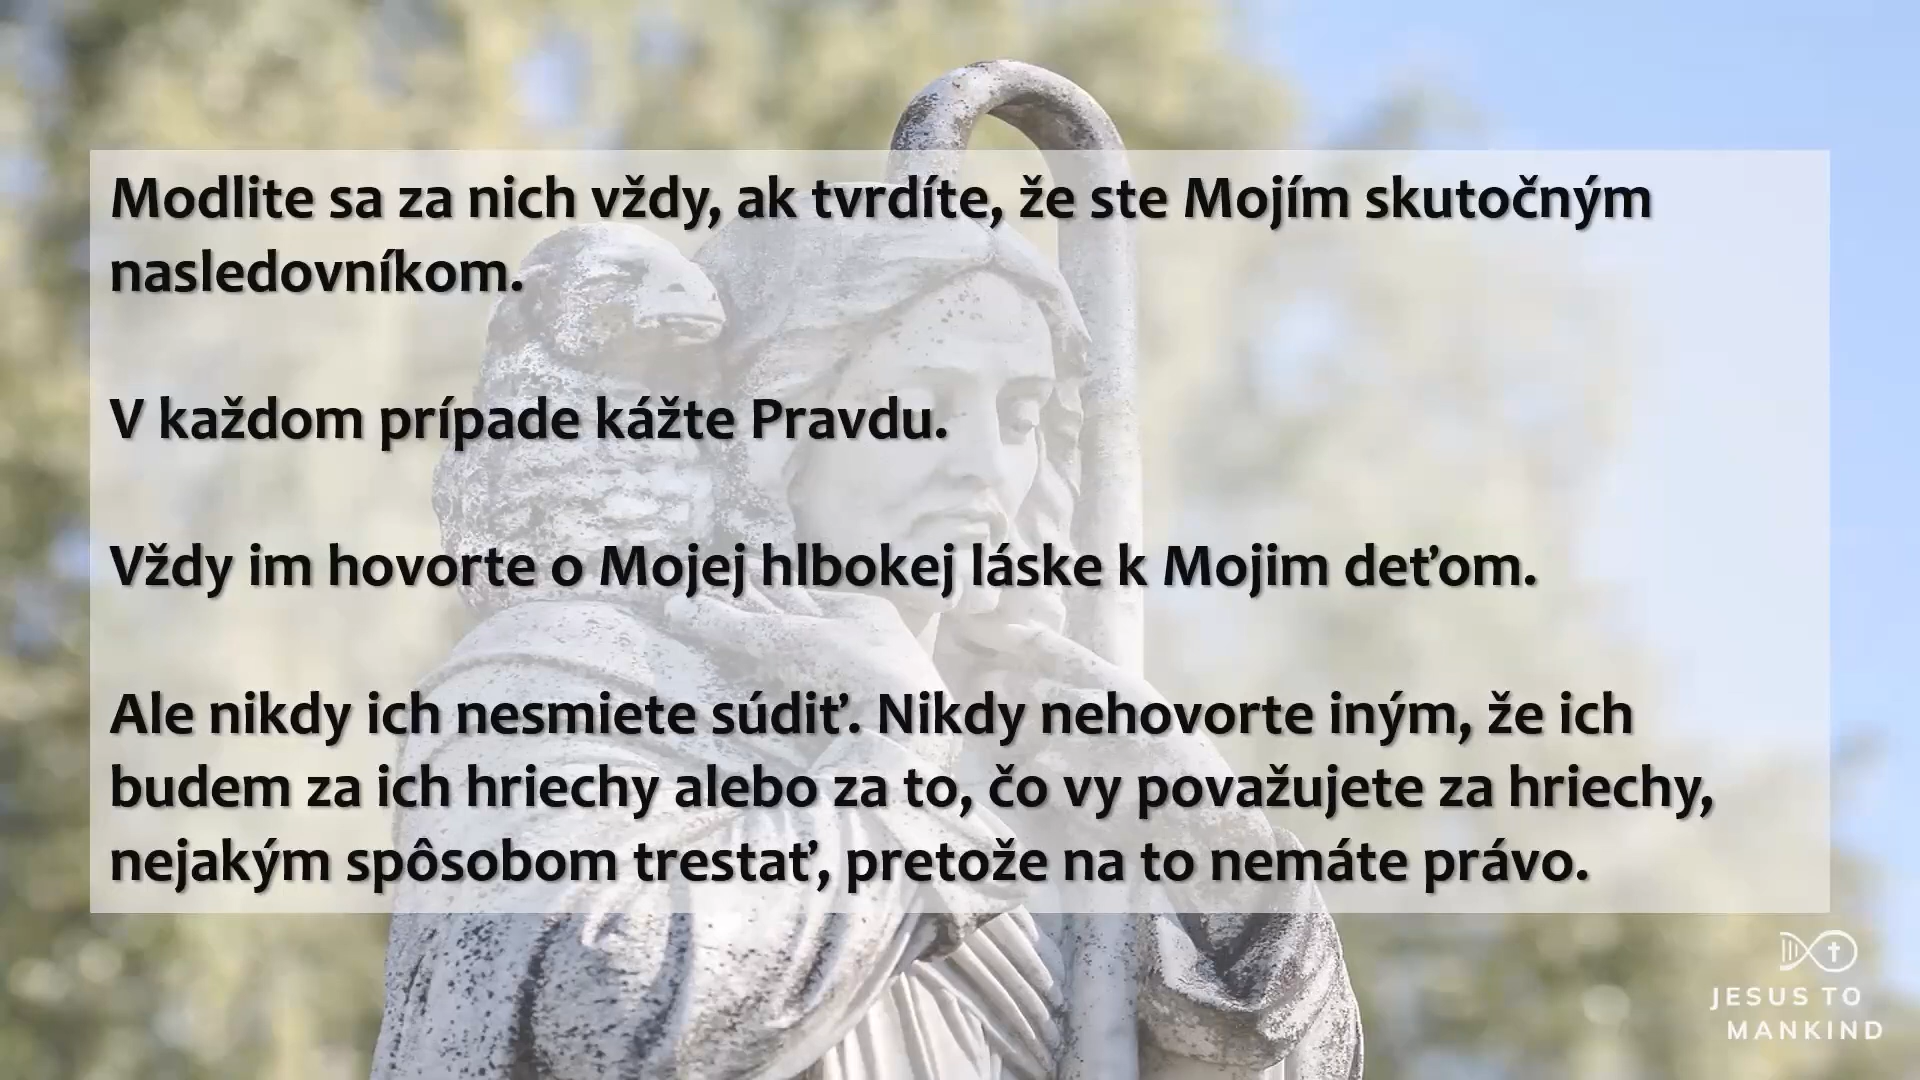 Modlite sa za nich vždy, ak tvrdíte, že ste Mojím skutočným
nasledovníkom.
V každom prípade kážte Pravdu.
Vždy im hovorte o Mojej hlbokej láske k Mojim deťom.
Ale nikdy ich nesmiete súdiť. Nikdy nehovorte iným, že ich
budem za ich hriechy alebo za to, čo vy považujete za hriechy,
nejakým spôsobom trestať, pretože na to nemáte právo.
JESUS TO
MANKIND